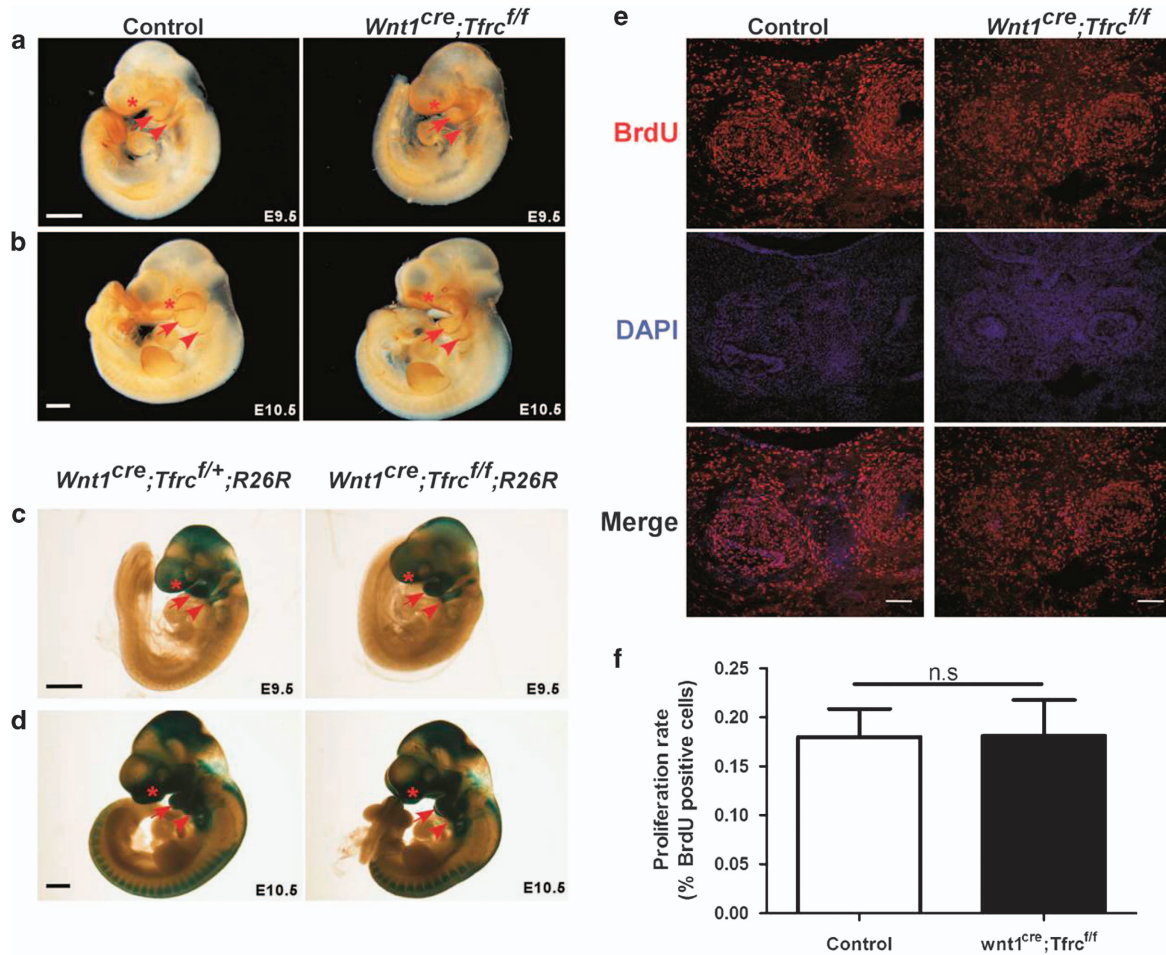 Control
Wnt1cre;Tfrcf/f
a
E9.5
E9.5
b
E10.5
E10.5
Wnt1cre;Tfrcf/+;R26R
Wnt1cre;Tfrcf/f;R26R
c
E9.5
E9.5
d
E10.5
E10.5
e
Control
Wnt1cre;Tfrcf/f
BrdU
DAPI
Merge
f
n.s
Proliferation rate
(% BrdU positive cells)
0.25
0.20
0.15
0.10
0.05
0.00
Control
wnt1cre;Tfrcf/f